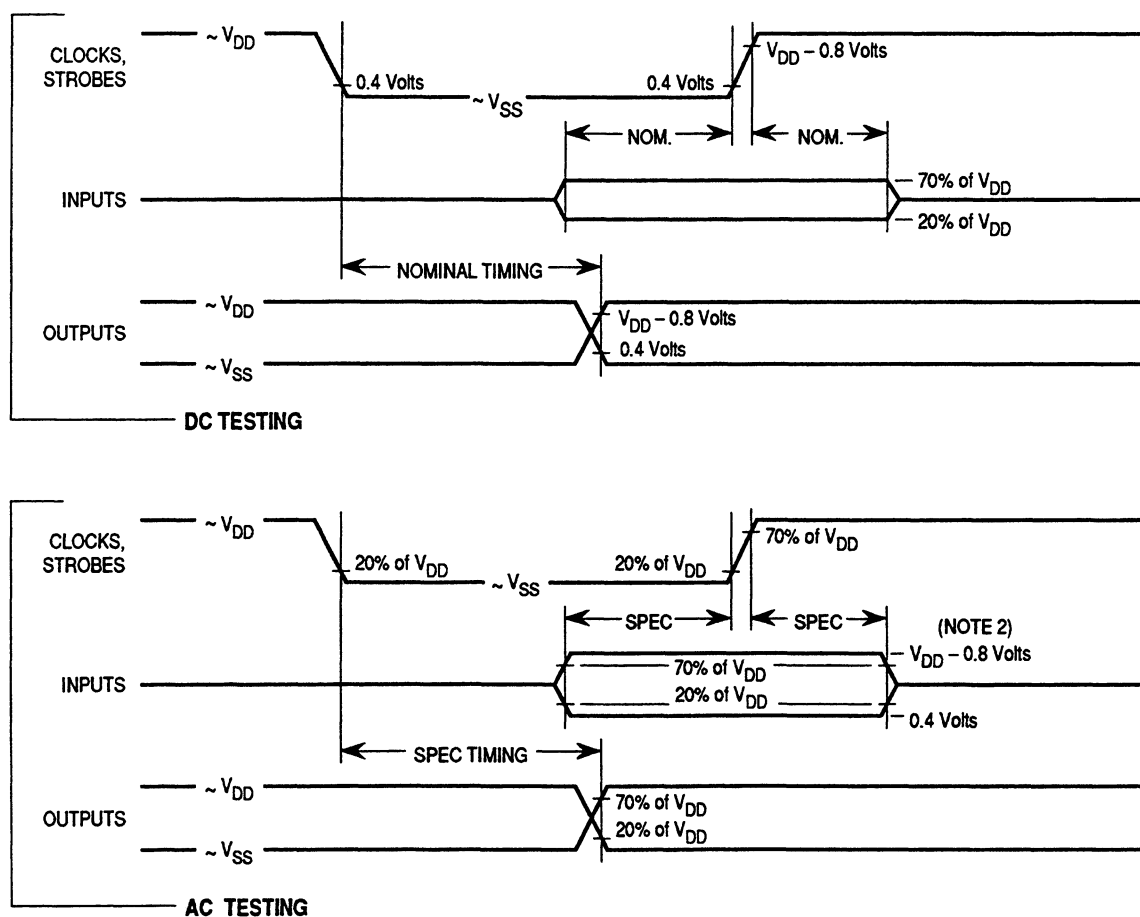 CLOCKS,
STROBES
~ VDD
0.4 Volts
~ VSS
0.4 Volts
VDD – 0.8 Volts
NOM.
NOM.
INPUTS
70% of VDD
20% of VDD
NOMINAL TIMING
OUTPUTS
~ VDD
VDD – 0.8 Volts
0.4 Volts
~ VSS
DC TESTING
CLOCKS,
STROBES
~ VDD
20% of VDD
~ VSS
20% of VDD
70% of VDD
SPEC
SPEC
(NOTE 2)
INPUTS
70% of VDD
20% of VDD
VDD – 0.8 Volts
0.4 Volts
SPEC TIMING
OUTPUTS
~ VDD
70% of VDD
20% of VDD
~ VSS
AC TESTING